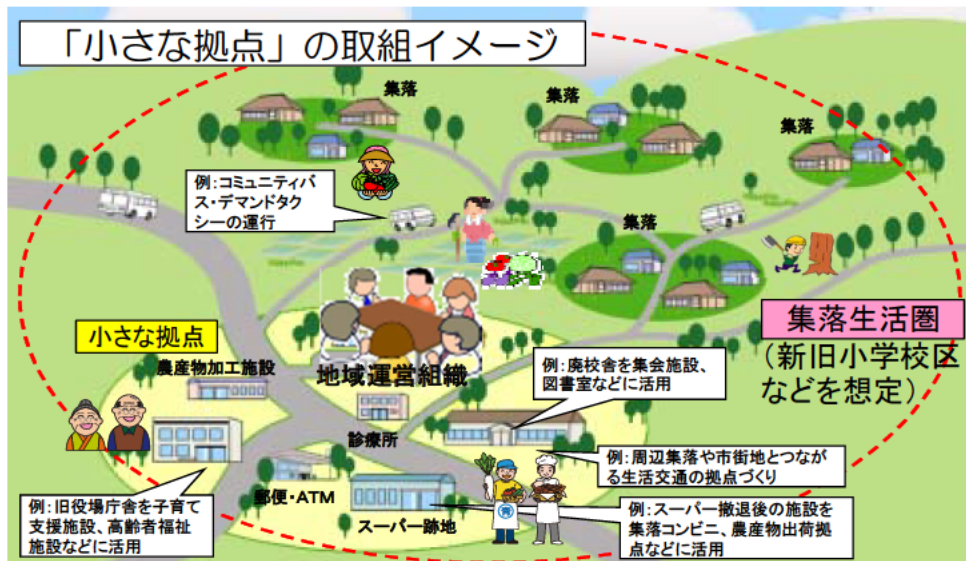 「小さな拠点」の取組イメージ
集落
集落
集落
例:コミュニティバ
ス・デマンドタク
シーの運行
集落
小さな拠点
集落生活圏
(新旧小学校区
などを想定)
農産物加工施設
地域運営組織
例:廃校舎を集会施設、
図書室などに活用
診療所
例:周辺集落や市街地とつなが
る生活交通の拠点づくり
郵便・ATM
例:旧役場庁舎を子育て
支援施設、高齢者福祉
施設などに活用
スーパー跡地
例:スーパー撤退後の施設を
集落コンビニ、農産物出荷拠
点などに活用